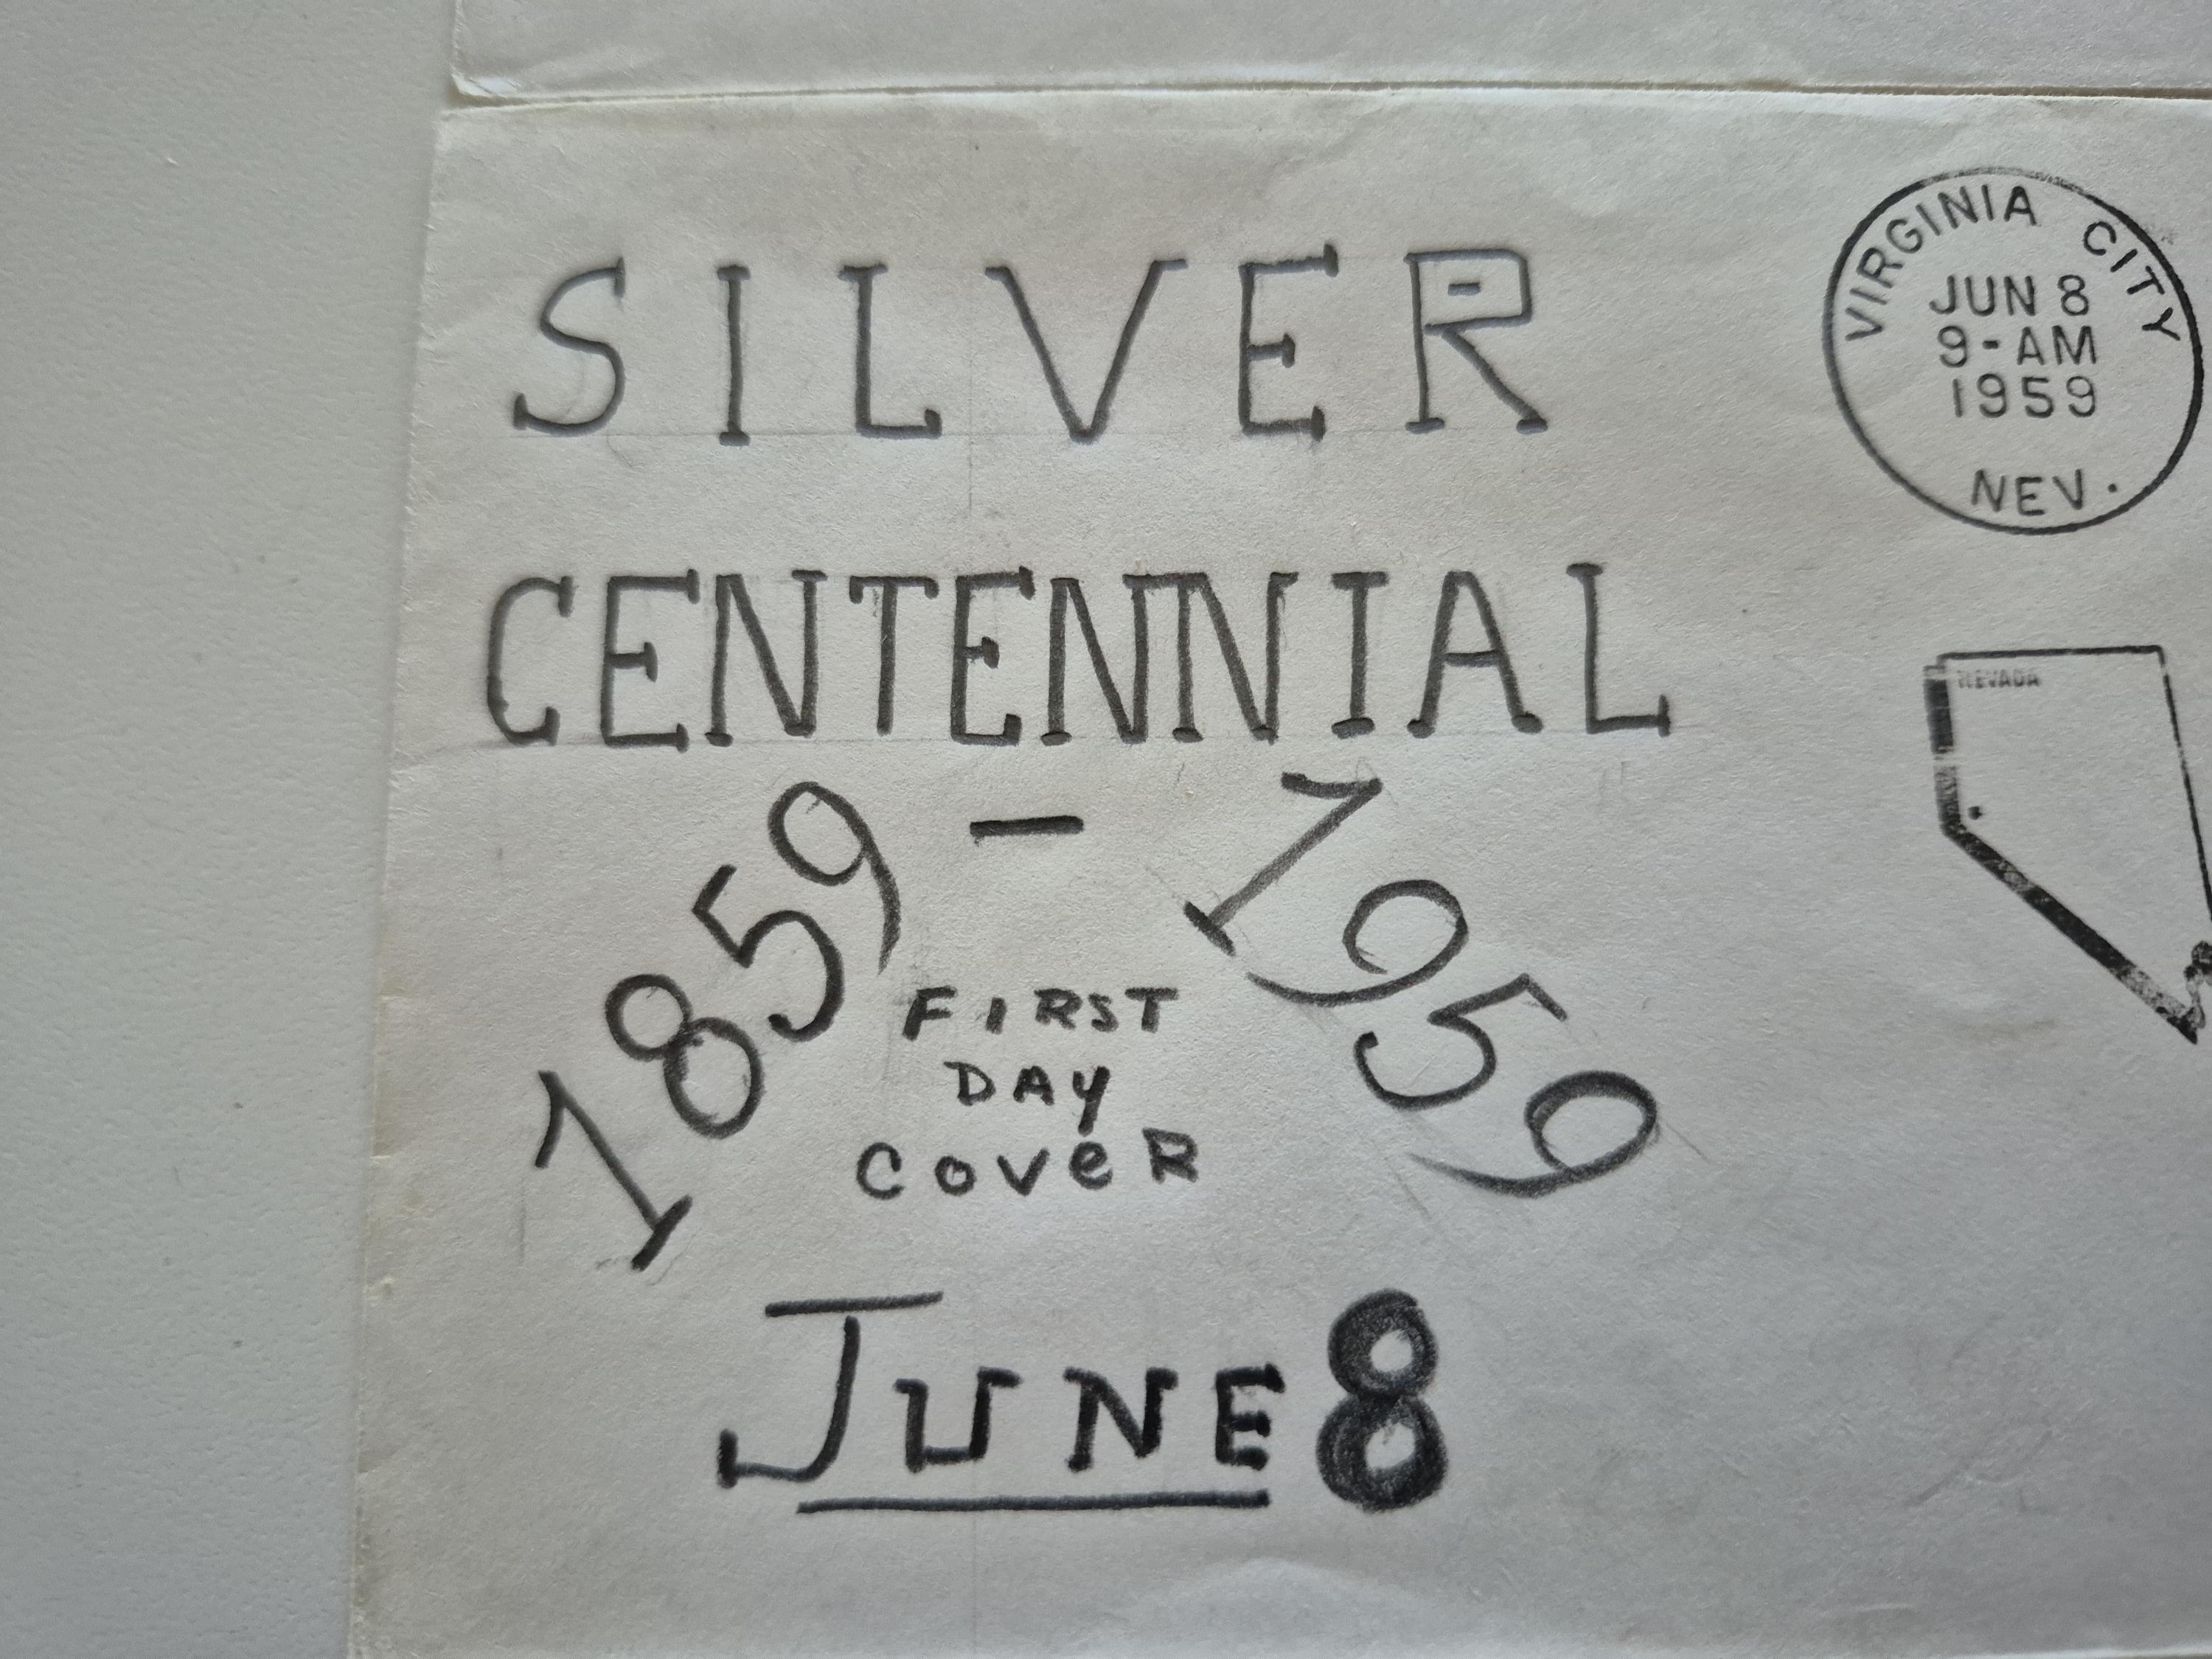 SILVER
CENTENNIAL
1859 - 1959
FIRST
DAY
COVeR
JUNE 8
VIRGINIA CITY
JUN 8
9-AM
1959
NEV.
NEVADA